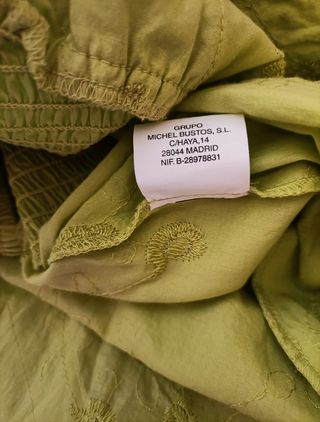 GRUPO
MICHEL BUSTOS, S.L.
C/HAYA,14
28044 MADRID
NIF. B-28978831